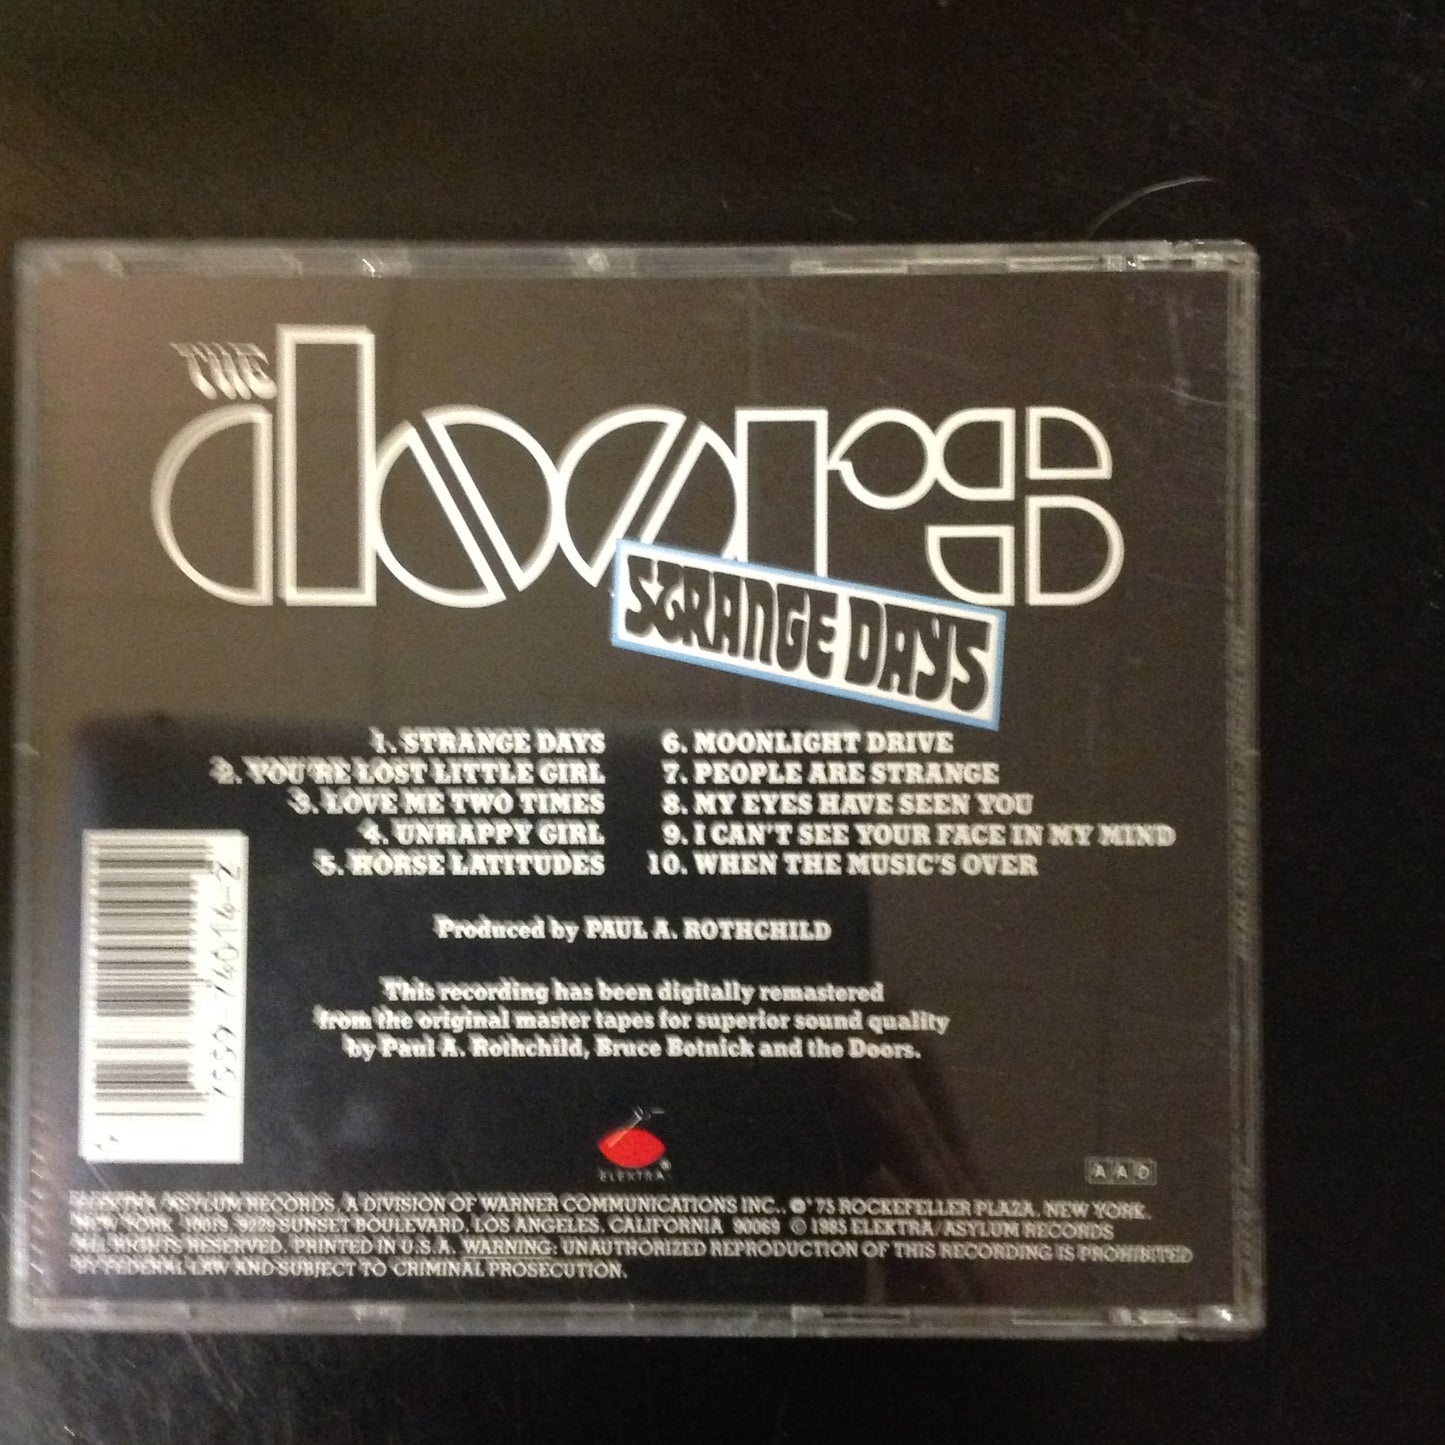 THE
doors
STRANGE DAYS
1. STRANGE DAYS
2. YOU'RE LOST LITTLE GIRL
3. LOVE ME TWO TIMES
4. UNHAPPY GIRL
5. HORSE LATITUDES
6. MOONLIGHT DRIVE
7. PEOPLE ARE STRANGE
8. MY EYES HAVE SEEN YOU
9. I CAN'T SEE YOUR FACE IN MY MIND
10. WHEN THE MUSIC'S OVER
7559-74014-2
Produced by PAUL A. ROTHCHILD
This recording has been digitally remastered
from the original master tapes for superior sound quality
by Paul A. Rothchild, Bruce Botnick and the Doors.
ELEKTRA®
AAD
ELEKTRA/ASYLUM RECORDS, A DIVISION OF WARNER COMMUNICATIONS INC., 75 ROCKEFELLER PLAZA, NEW YORK,
NEW YORK 10019, 9229 SUNSET BOULEVARD, LOS ANGELES, CALIFORNIA 90069 © 1985 ELEKTRA/ASYLUM RECORDS
ALL RIGHTS RESERVED. PRINTED IN U.S.A. WARNING: UNAUTHORIZED REPRODUCTION OF THIS RECORDING IS PROHIBITED
BY FEDERAL LAW AND SUBJECT TO CRIMINAL PROSECUTION.